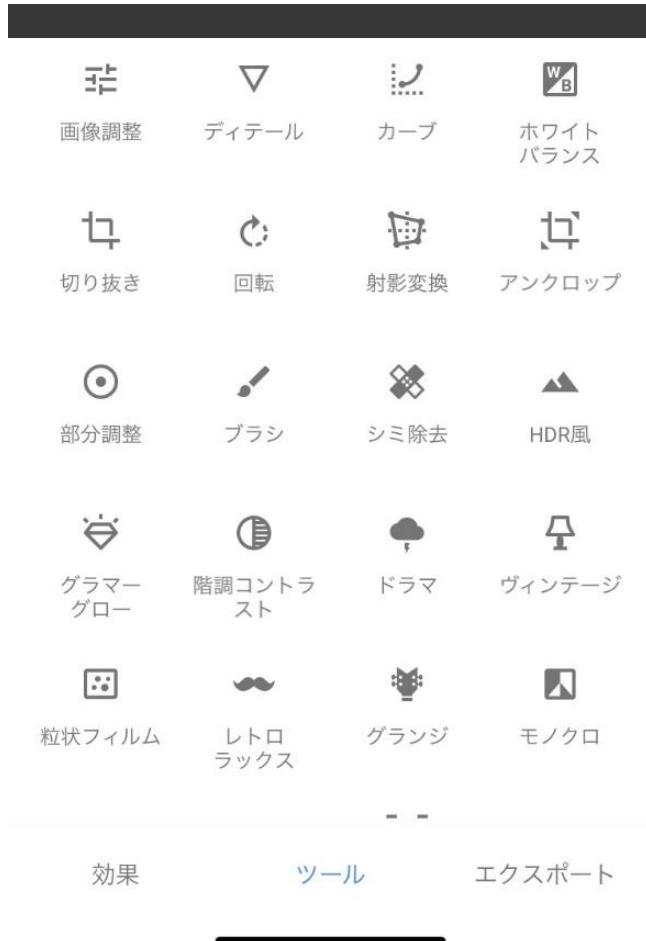 WB
画像調整
ディテール
カーブ
ホワイト
バランス
切り抜き
回転
射影変換
アンクロップ
部分調整
ブラシ
シミ除去
HDR風
グラマー
グロー
階調コントラ
スト
ドラマ
ヴィンテージ
粒状フィルム
レトロ
ラックス
グランジ
モノクロ
効果
ツール
エクスポート